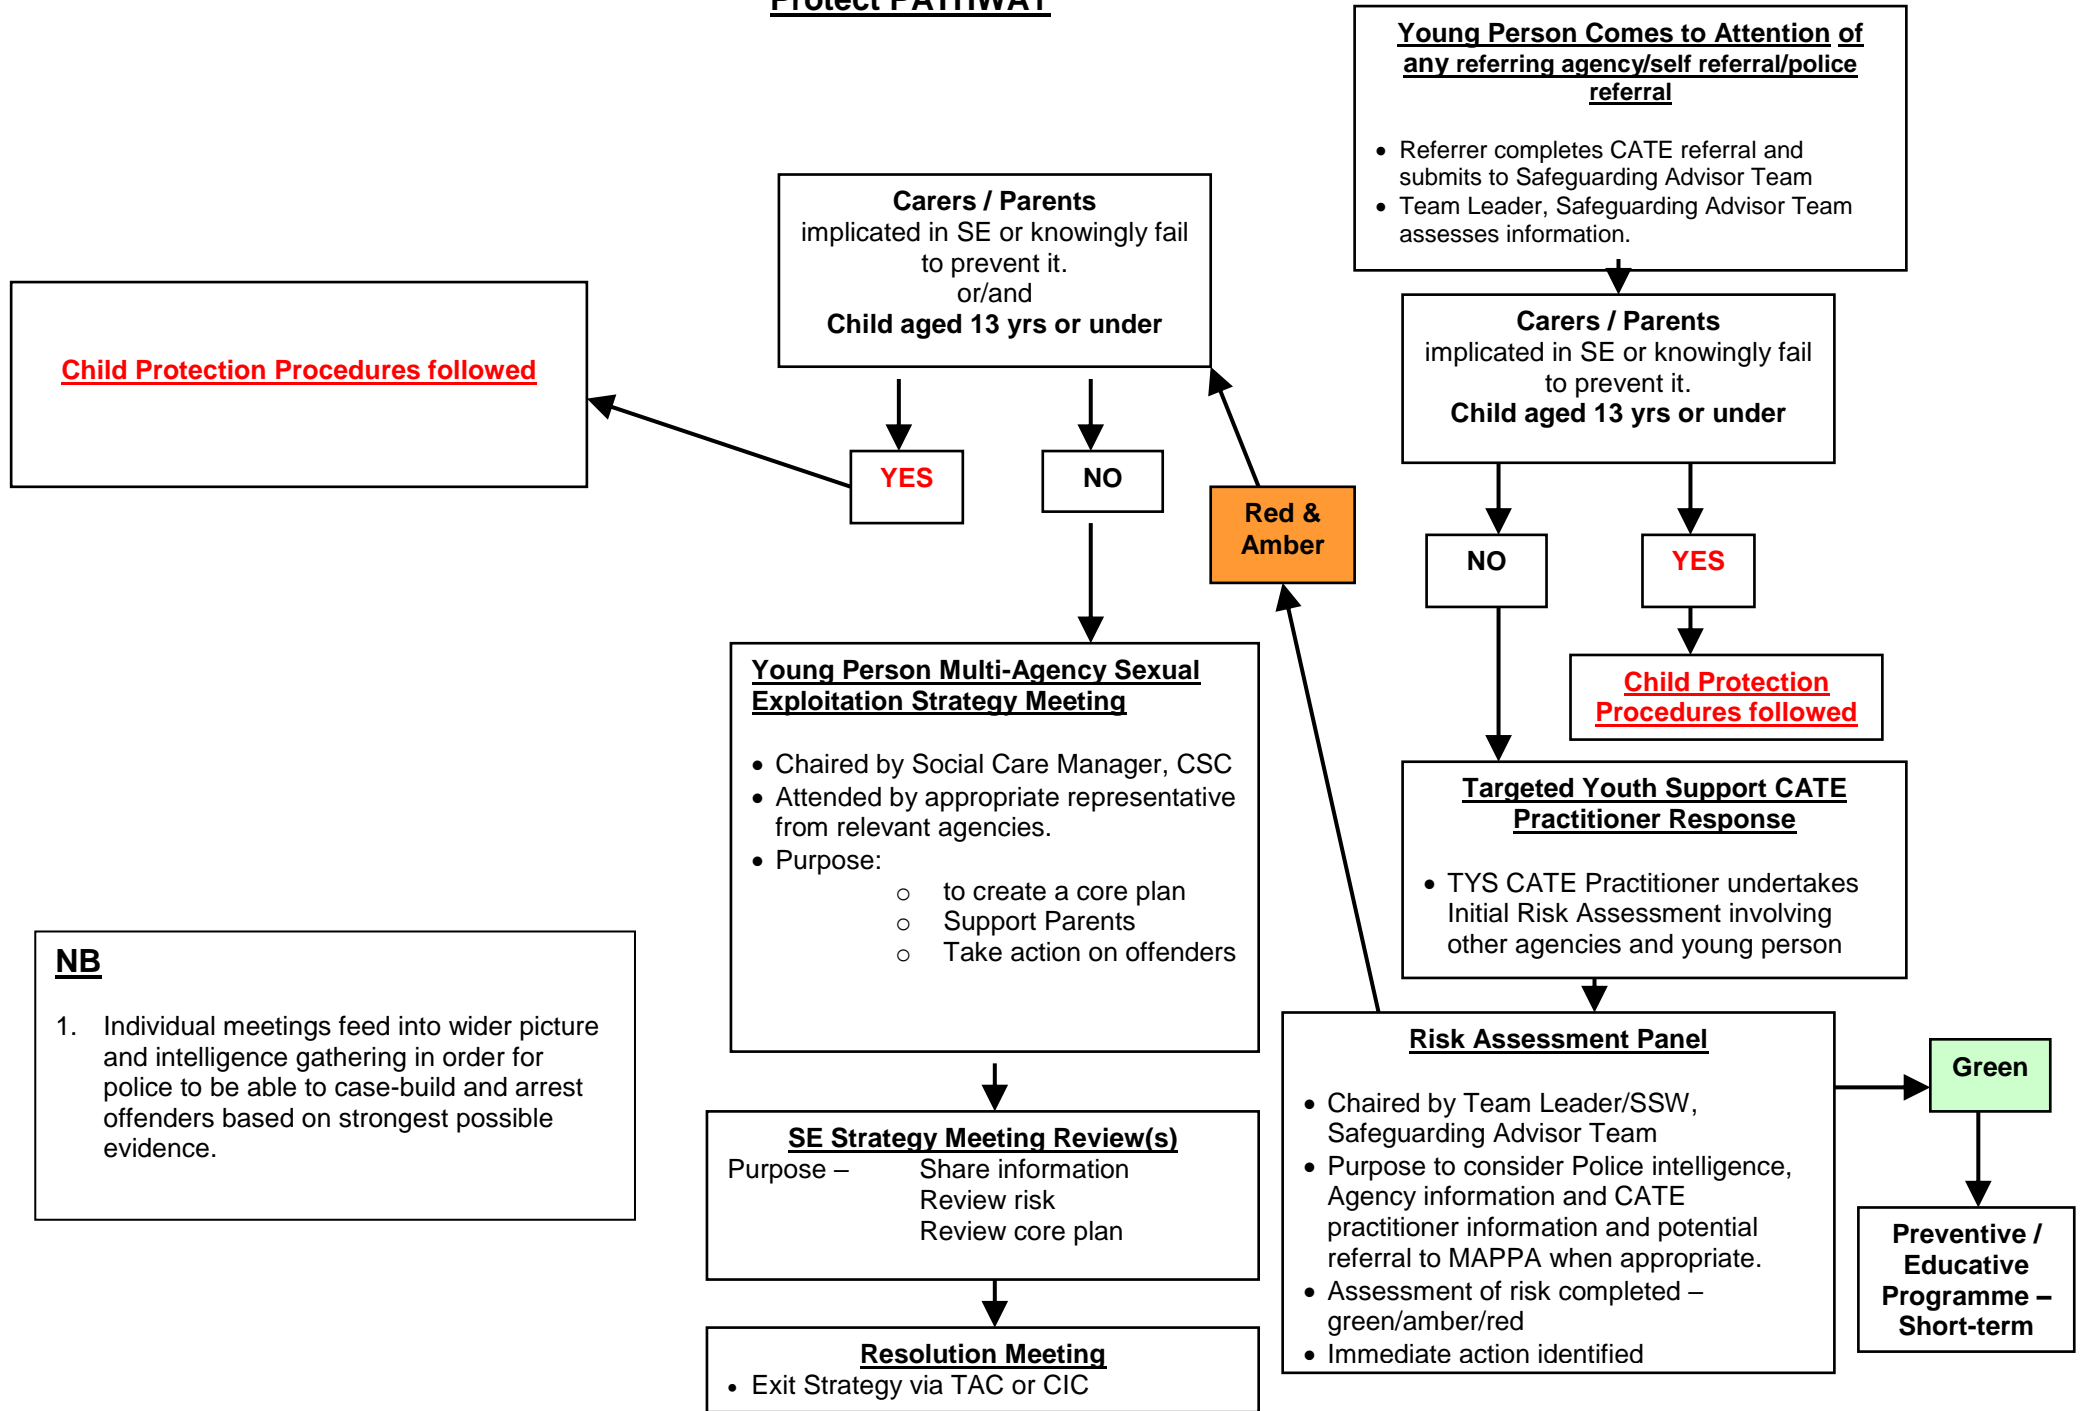 Protect PATHWAY
Young Person Comes to Attention of
any referring agency/self referral/police
referral
• Referrer completes CATE referral and
submits to Safeguarding Advisor Team
• Team Leader, Safeguarding Advisor Team
assesses information.
Carers / Parents
implicated in SE or knowingly fail
to prevent it.
Child aged 13 yrs or under
NO
YES
Child Protection
Procedures followed
Targeted Youth Support CATE
Practitioner Response
• TYS CATE Practitioner undertakes
Initial Risk Assessment involving
other agencies and young person
Risk Assessment Panel
• Chaired by Team Leader/SSW,
Safeguarding Advisor Team
• Purpose to consider Police intelligence,
Agency information and CATE
practitioner information and potential
referral to MAPPA when appropriate.
• Assessment of risk completed –
green/amber/red
• Immediate action identified
Green
Preventive /
Educative
Programme –
Short-term
Red &
Amber
Carers / Parents
implicated in SE or knowingly fail
to prevent it.
or/and
Child aged 13 yrs or under
YES
NO
Child Protection Procedures followed
Young Person Multi-Agency Sexual
Exploitation Strategy Meeting
• Chaired by Social Care Manager, CSC
• Attended by appropriate representative
from relevant agencies.
• Purpose:
o to create a core plan
o Support Parents
o Take action on offenders
SE Strategy Meeting Review(s)
Purpose – Share information
Review risk
Review core plan
Resolution Meeting
• Exit Strategy via TAC or CIC
NB
1. Individual meetings feed into wider picture
and intelligence gathering in order for
police to be able to case-build and arrest
offenders based on strongest possible
evidence.